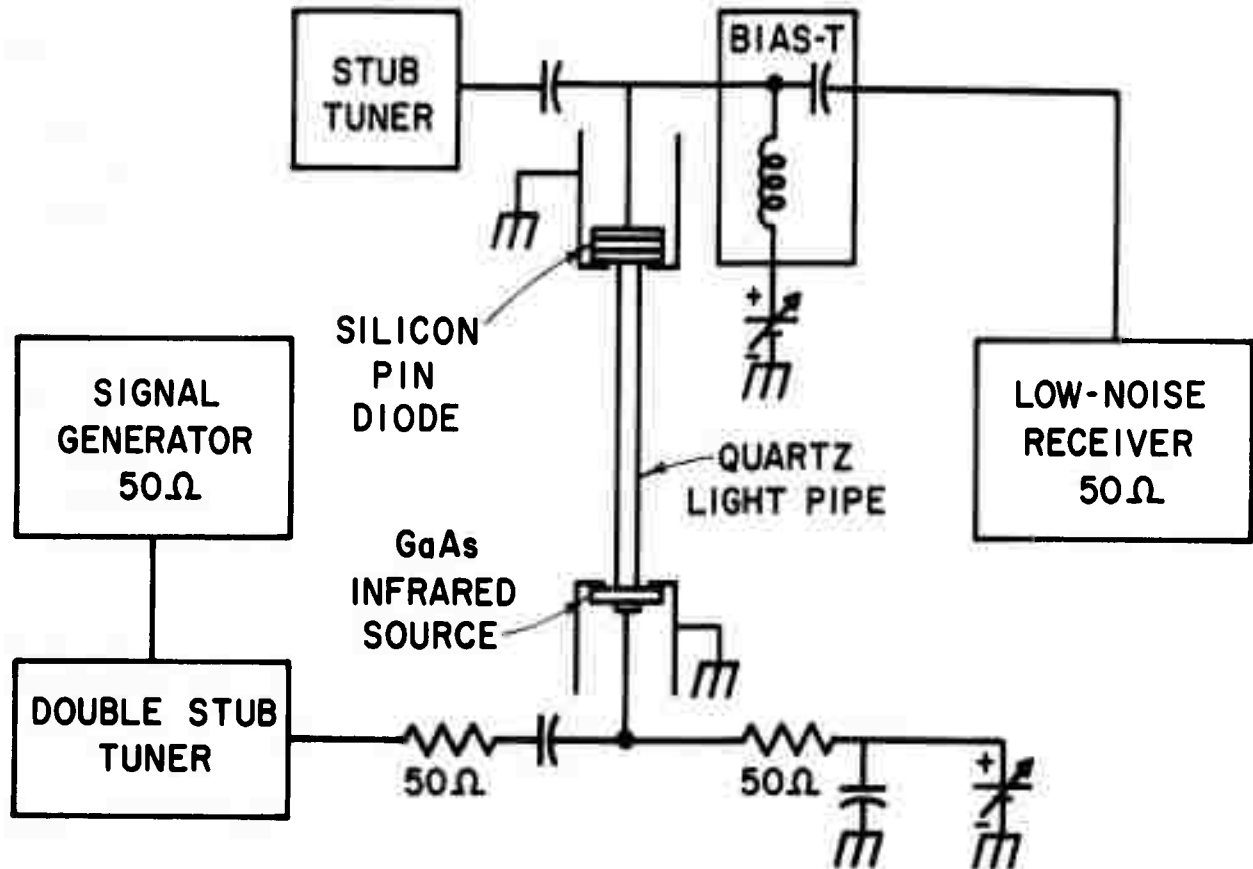 STUB
TUNER
BIAS-T
+
-
SILICON
PIN
DIODE
SIGNAL
GENERATOR
50Ω
LOW-NOISE
RECEIVER
50Ω
QUARTZ
LIGHT PIPE
GaAs
INFRARED
SOURCE
DOUBLE STUB
TUNER
50Ω
50Ω
+
-